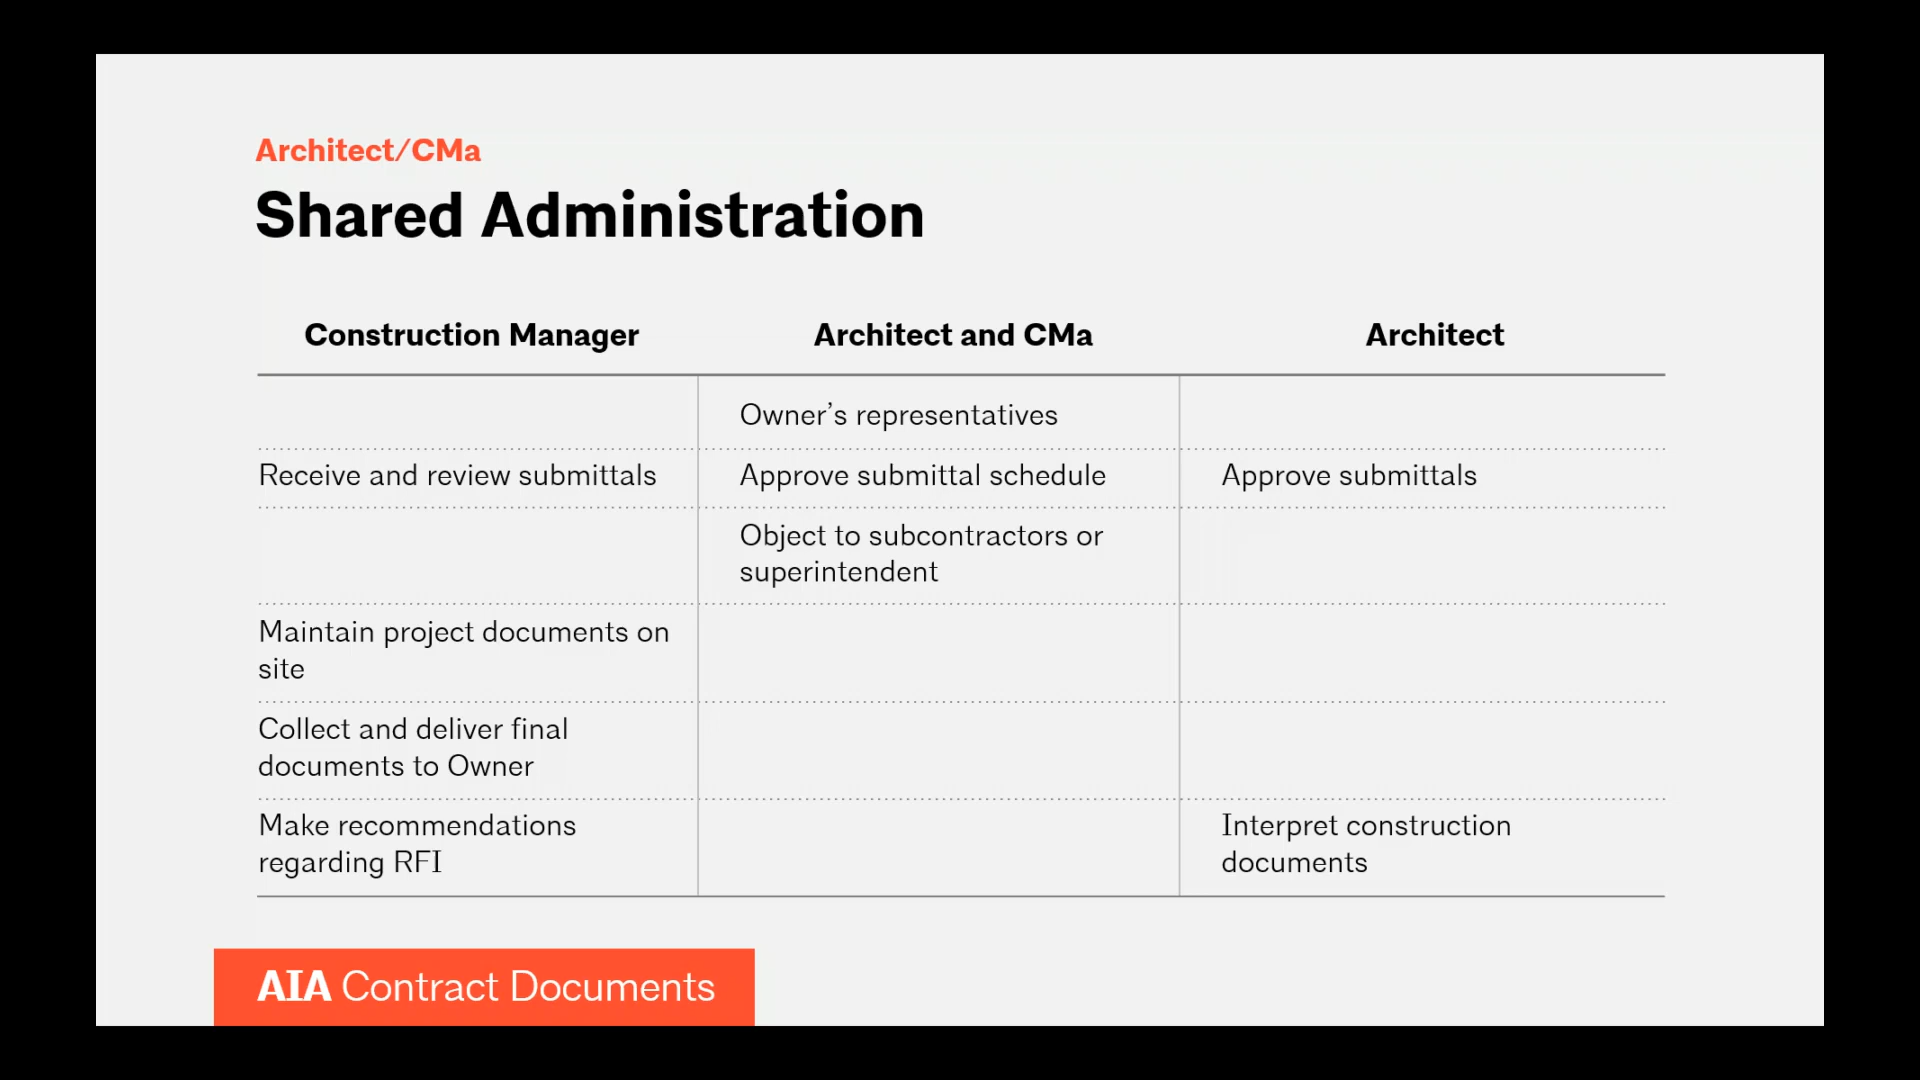 Architect/CMa
Shared Administration
Construction Manager
Architect and CMa
Architect
Owner’s representatives
Receive and review submittals
Approve submittal schedule
Approve submittals
Object to subcontractors or
superintendent
Maintain project documents on
site
Collect and deliver final
documents to Owner
Make recommendations
regarding RFI
Interpret construction
documents
AIA Contract Documents